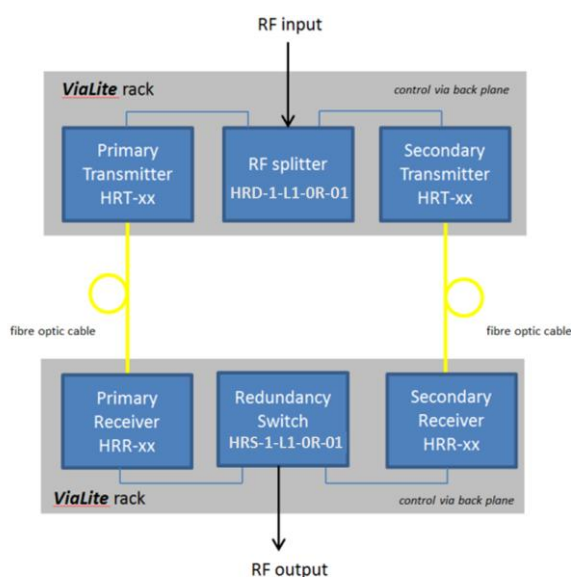 RF input
ViaLite rack
control via back plane
Primary
Transmitter
HRT-xx
RF splitter
HRD-1-L1-0R-01
Secondary
Transmitter
HRT-xx
fibre optic cable
fibre optic cable
Primary
Receiver
HRR-xx
Redundancy
Switch
HRS-1-L1-0R-01
Secondary
Receiver
HRR-xx
ViaLite rack
control via back plane
RF output